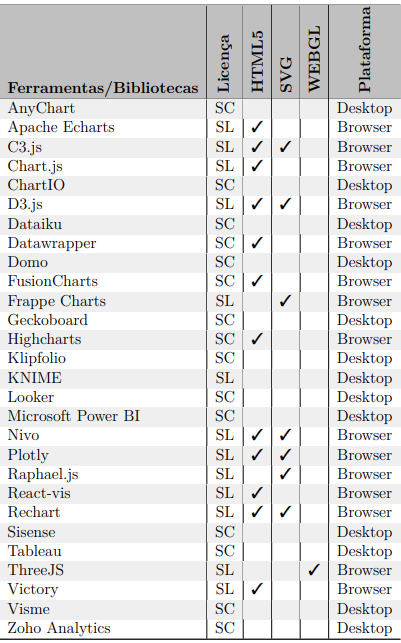 Ferramentas/Bibliotecas Licença HTML5 SVG WEBGL Plataforma
AnyChart SC Desktop
Apache Echarts SL ✓ Browser
C3.js SL ✓ ✓ Browser
Chart.js SL ✓ Browser
ChartIO SC Desktop
D3.js SL ✓ ✓ Browser
Dataiku SC Desktop
Datawrapper SC ✓ Browser
Domo SC Desktop
FusionCharts SC ✓ Browser
Frappe Charts SL ✓ Browser
Geckoboard SC Desktop
Highcharts SC ✓ Browser
Klipfolio SC Desktop
KNIME SL Desktop
Looker SC Desktop
Microsoft Power BI SC Desktop
Nivo SL ✓ ✓ Browser
Plotly SL ✓ ✓ Browser
Raphael.js SL ✓ Browser
React-vis SL ✓ Browser
Rechart SL ✓ ✓ Browser
Sisense SC Desktop
Tableau SC Desktop
ThreeJS SL ✓ Browser
Victory SL ✓ Browser
Visme SC Desktop
Zoho Analytics SC Desktop